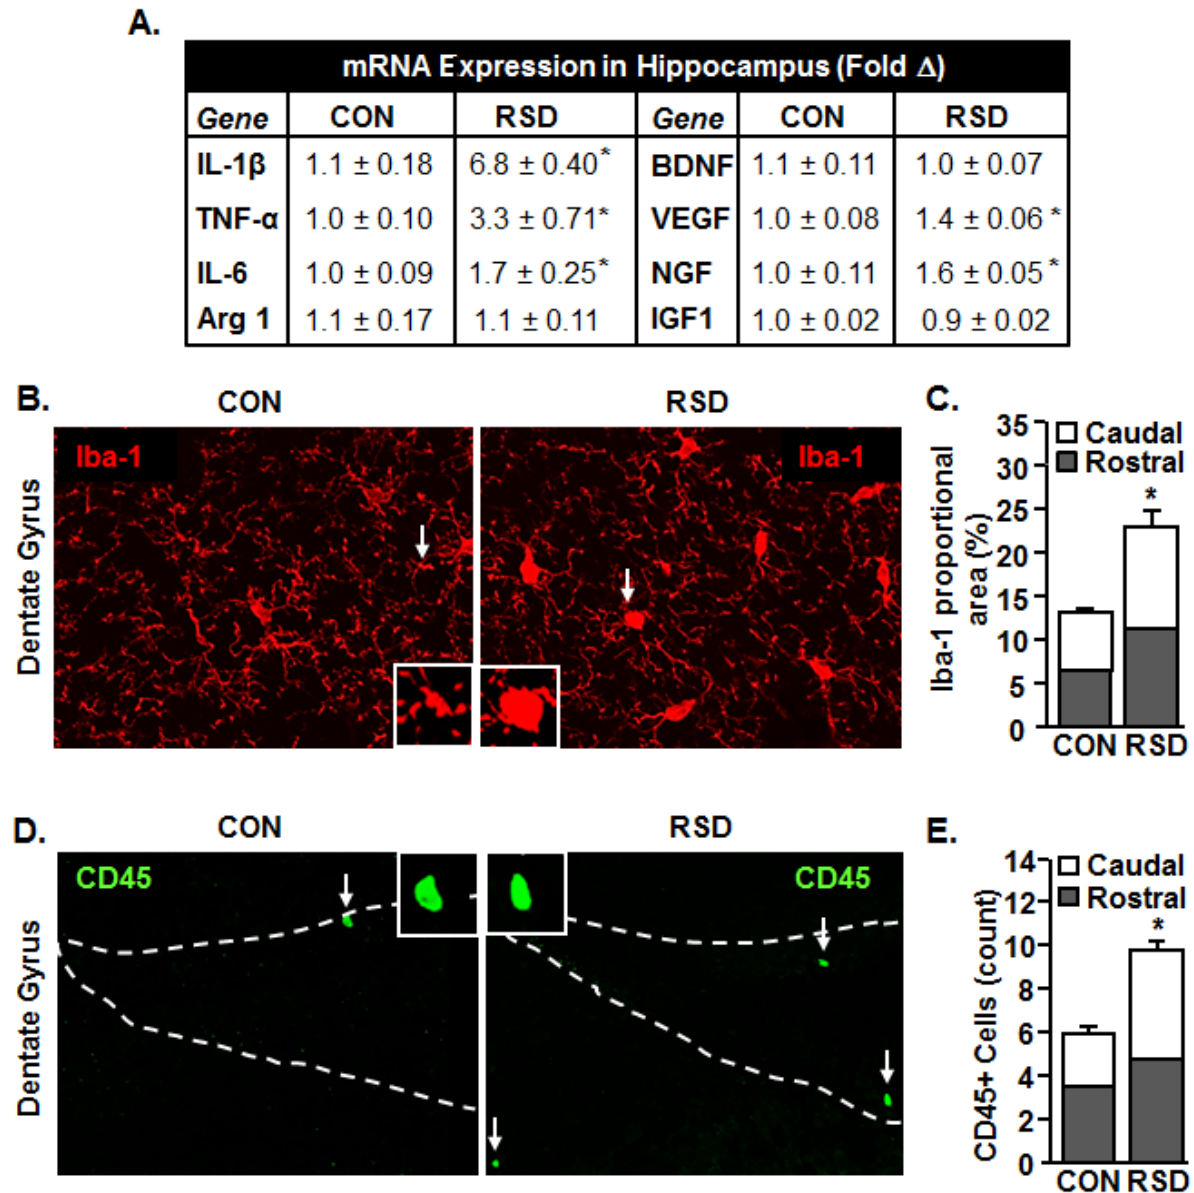 A.
mRNA Expression in Hippocampus (Fold Δ)
Gene CON RSD Gene CON RSD
IL-1β 1.1 ± 0.18 6.8 ± 0.40* BDNF 1.1 ± 0.11 1.0 ± 0.07
TNF-α 1.0 ± 0.10 3.3 ± 0.71* VEGF 1.0 ± 0.08 1.4 ± 0.06 *
IL-6 1.0 ± 0.09 1.7 ± 0.25* NGF 1.0 ± 0.11 1.6 ± 0.05 *
Arg 1 1.1 ± 0.17 1.1 ± 0.11 IGF1 1.0 ± 0.02 0.9 ± 0.02
B.
CON RSD
Dentate Gyrus
Iba-1 Iba-1
C.
Iba-1 proportional
area (%)
35
30
25
20
15
10
5
0
Caudal
Rostral
*
CON RSD
D.
CON RSD
Dentate Gyrus
CD45 CD45
E.
CD45+ Cells (count)
14
12
10
8
6
4
2
0
Caudal
Rostral
*
CON RSD